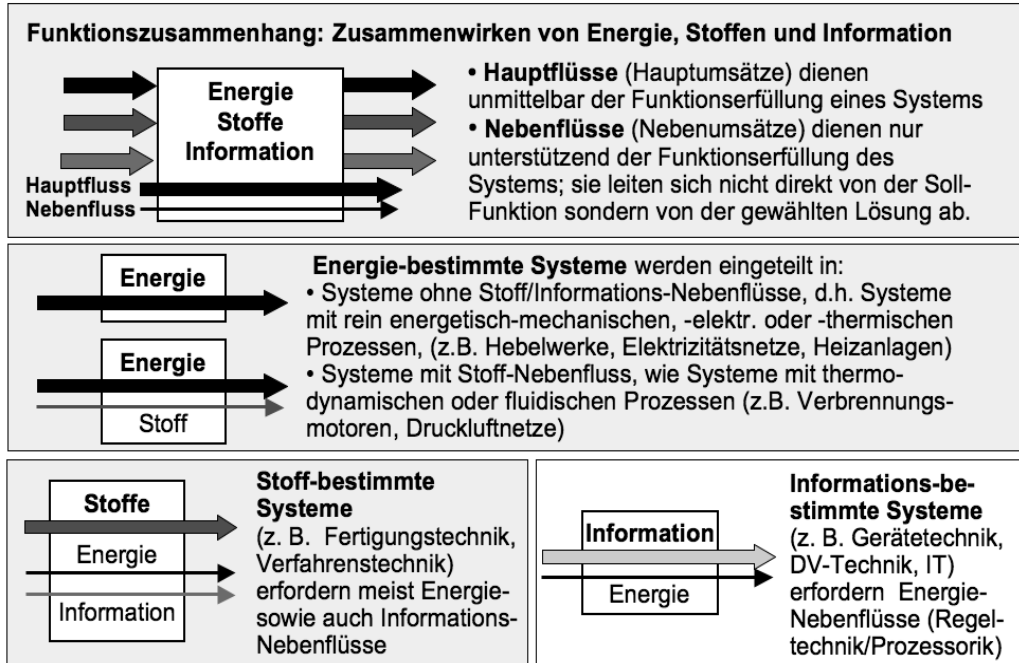 Funktionszusammenhang: Zusammenwirken von Energie, Stoffen und Information
Energie
Stoffe
Information
Hauptfluss
Nebenfluss
• Hauptflüsse (Hauptumsätze) dienen
unmittelbar der Funktionserfüllung eines Systems
• Nebenflüsse (Nebenumsätze) dienen nur
unterstützend der Funktionserfüllung des
Systems; sie leiten sich nicht direkt von der Soll-
Funktion sondern von der gewählten Lösung ab.
Energie
Energie
Stoff
Energie-bestimmte Systeme werden eingeteilt in:
• Systeme ohne Stoff/Informations-Nebenflüsse, d.h. Systeme
mit rein energetisch-mechanischen, -elektr. oder -thermischen
Prozessen, (z.B. Hebelwerke, Elektrizitätsnetze, Heizanlagen)
• Systeme mit Stoff-Nebenfluss, wie Systeme mit thermo-
dynamischen oder fluidischen Prozessen (z.B. Verbrennungs-
motoren, Druckluftnetze)
Stoffe
Energie
Information
Stoff-bestimmte
Systeme
(z. B. Fertigungstechnik,
Verfahrenstechnik)
erfordern meist Energie-
sowie auch Informations-
Nebenflüsse
Information
Energie
Informations-be-
stimmte Systeme
(z. B. Gerätetechnik,
DV-Technik, IT)
erfordern Energie-
Nebenflüsse (Regel-
technik/Prozessorik)